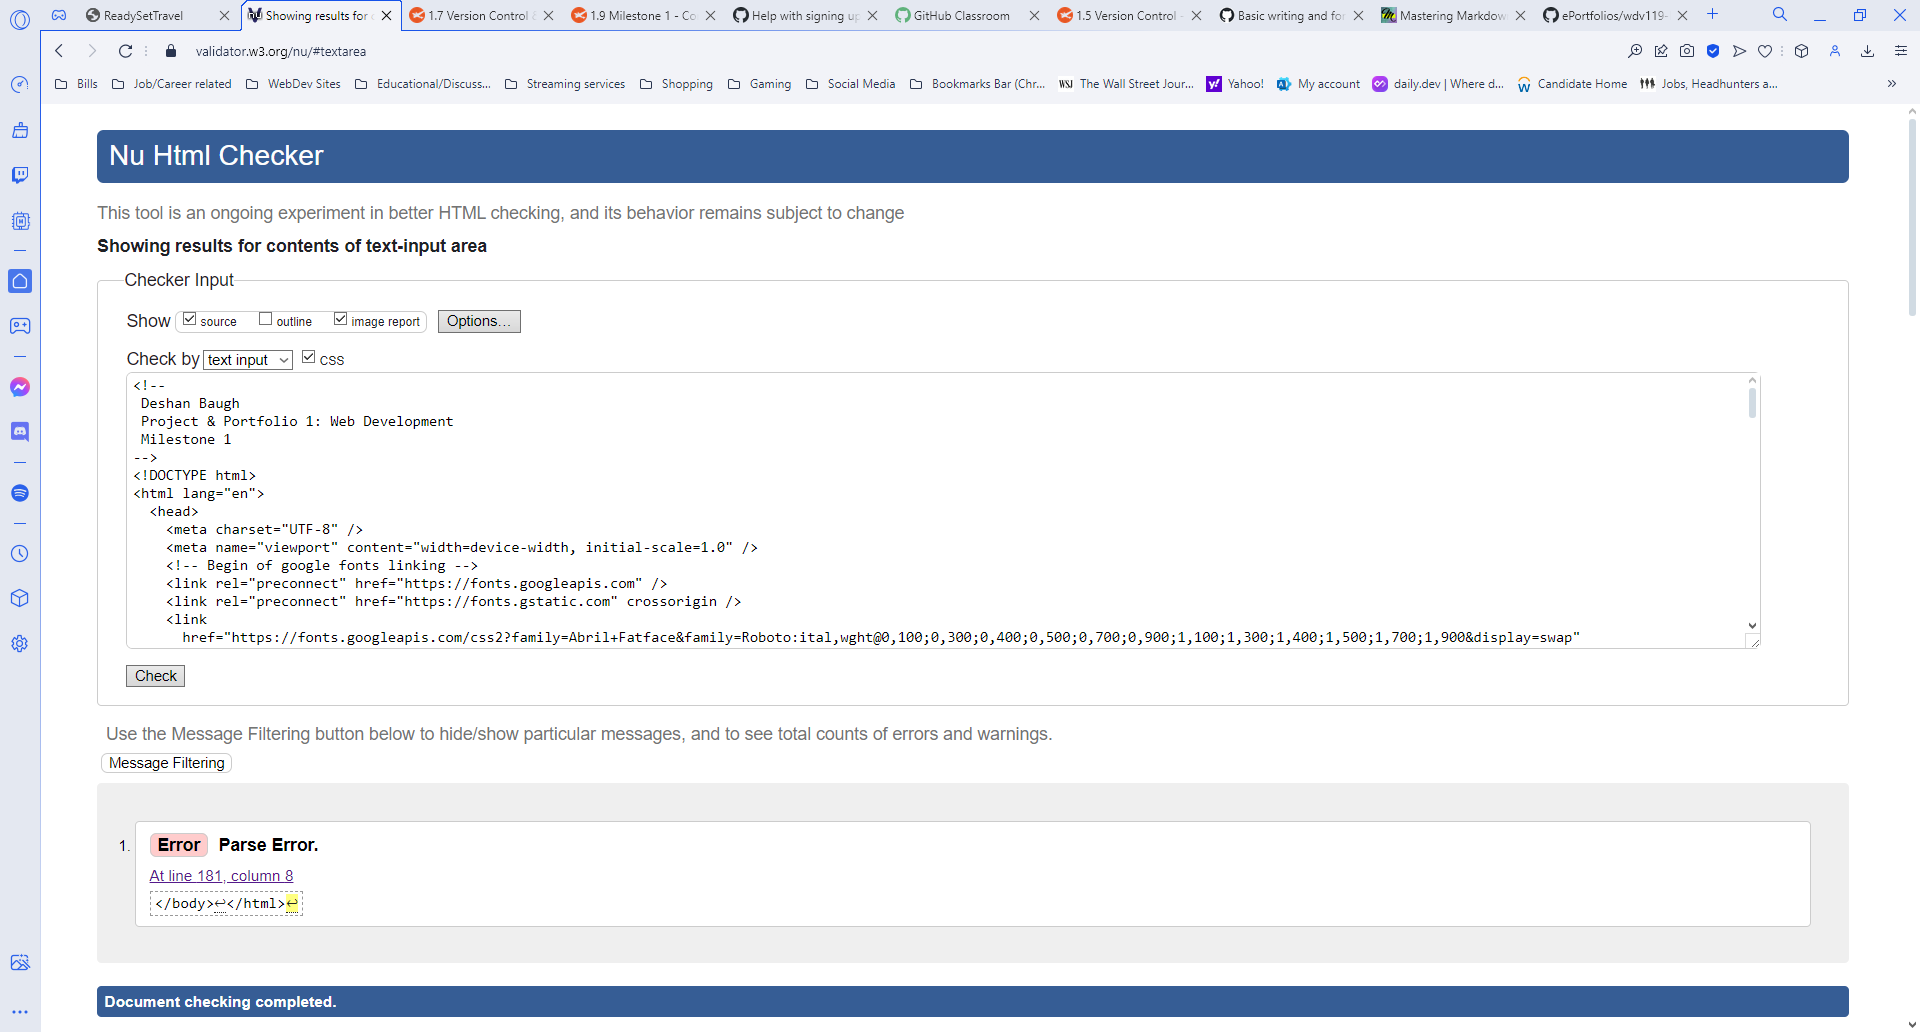 ReadySetTravel
Showing results for
1.7 Version Control &
1.9 Milestone 1 - Co
Help with signing up
GitHub Classroom
1.5 Version Control -
Basic writing and for
Mastering Markdow
ePortfolios/wdv119-
validator.w3.org/nu/#textarea
Bills
Job/Career related
WebDev Sites
Educational/Discuss...
Streaming services
Shopping
Gaming
Social Media
Bookmarks Bar (Chr...
WSJ The Wall Street Jour...
Yahoo!
My account
daily.dev | Where d...
Candidate Home
Jobs, Headhunters a...
»
Nu Html Checker
This tool is an ongoing experiment in better HTML checking, and its behavior remains subject to change
Showing results for contents of text-input area
Checker Input
Show source outline image report Options...
Check by text input css
<!--
Deshan Baugh
Project & Portfolio 1: Web Development
Milestone 1
-->
<!DOCTYPE html>
<html lang="en">
<head>
<meta charset="UTF-8" />
<meta name="viewport" content="width=device-width, initial-scale=1.0" />
<!-- Begin of google fonts linking -->
<link rel="preconnect" href="https://fonts.googleapis.com" />
<link rel="preconnect" href="https://fonts.gstatic.com" crossorigin />
<link
href="https://fonts.googleapis.com/css2?family=Abril+Fatface&family=Roboto:ital,wght@0,100;0,300;0,400;0,500;0,700;0,900;1,100;1,300;1,400;1,500;1,700;1,900&display=swap"
Check
Use the Message Filtering button below to hide/show particular messages, and to see total counts of errors and warnings.
Message Filtering
1. Error Parse Error.
At line 181, column 8
</body>↩</html>↩
Document checking completed.